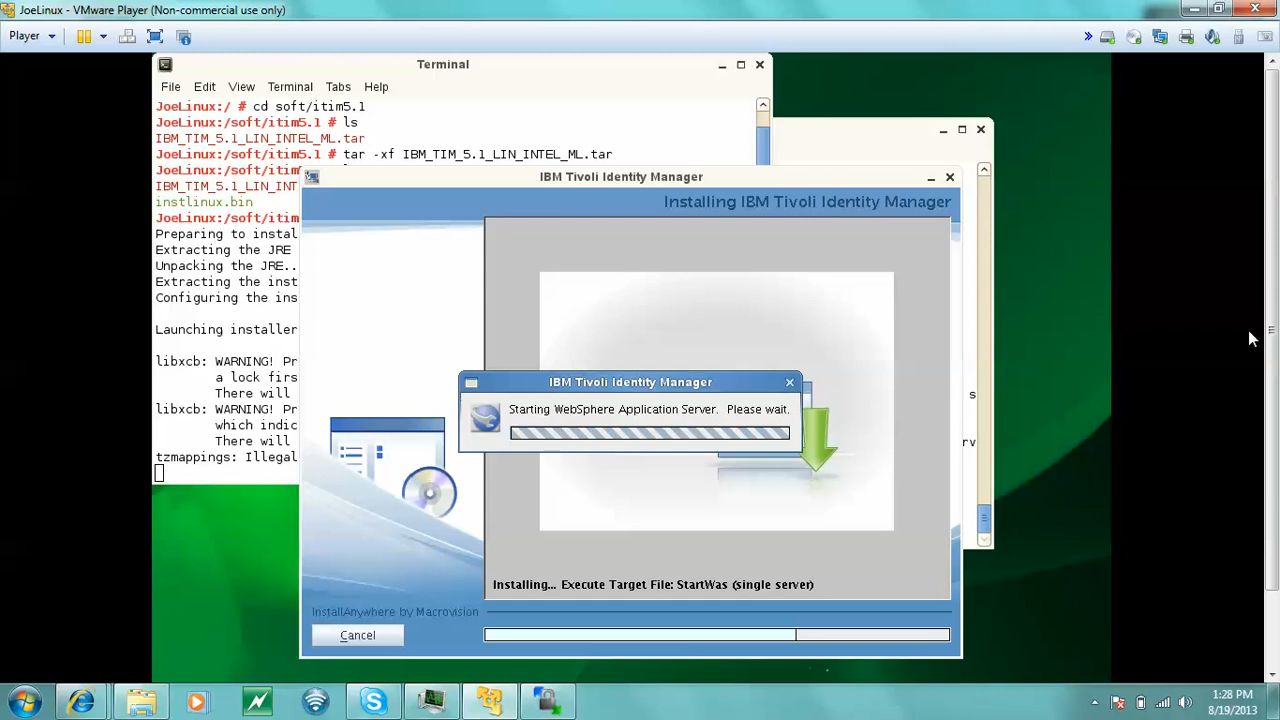 JoeLinux - VMware Player (Non-commercial use only)
Player
Terminal
File Edit View Terminal Tabs Help
JoeLinux:/ # cd soft/itim5.1
JoeLinux:/soft/itim5.1 # ls
IBM_TIM_5.1_LIN_INTEL_ML.tar
JoeLinux:/soft/itim5.1 # tar -xf IBM_TIM_5.1_LIN_INTEL_ML.tar
JoeLinux:/soft/iti
IBM_TIM_5.1_LIN_INT
instlinux.bin
JoeLinux:/soft/itim
Preparing to instal
Extracting the JRE
Unpacking the JRE..
Extracting the inst
Configuring the ins
Launching installer
libxcb: WARNING! Pr
a lock firs
There will
libxcb: WARNING! Pr
which indic
There will
tzmappings: Illegal
s
rv
IBM Tivoli Identity Manager
Installing IBM Tivoli Identity Manager
IBM Tivoli Identity Manager
Starting WebSphere Application Server. Please wait.
Installing... Execute Target File: StartWas (single server)
InstallAnywhere by Macrovision
Cancel
1:28 PM
8/19/2013